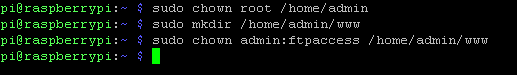 pi@raspberrypi:~ $ sudo chown root /home/admin
pi@raspberrypi:~ $ sudo mkdir /home/admin/www
pi@raspberrypi:~ $ sudo chown admin:ftpaccess /home/admin/www
pi@raspberrypi:~ $